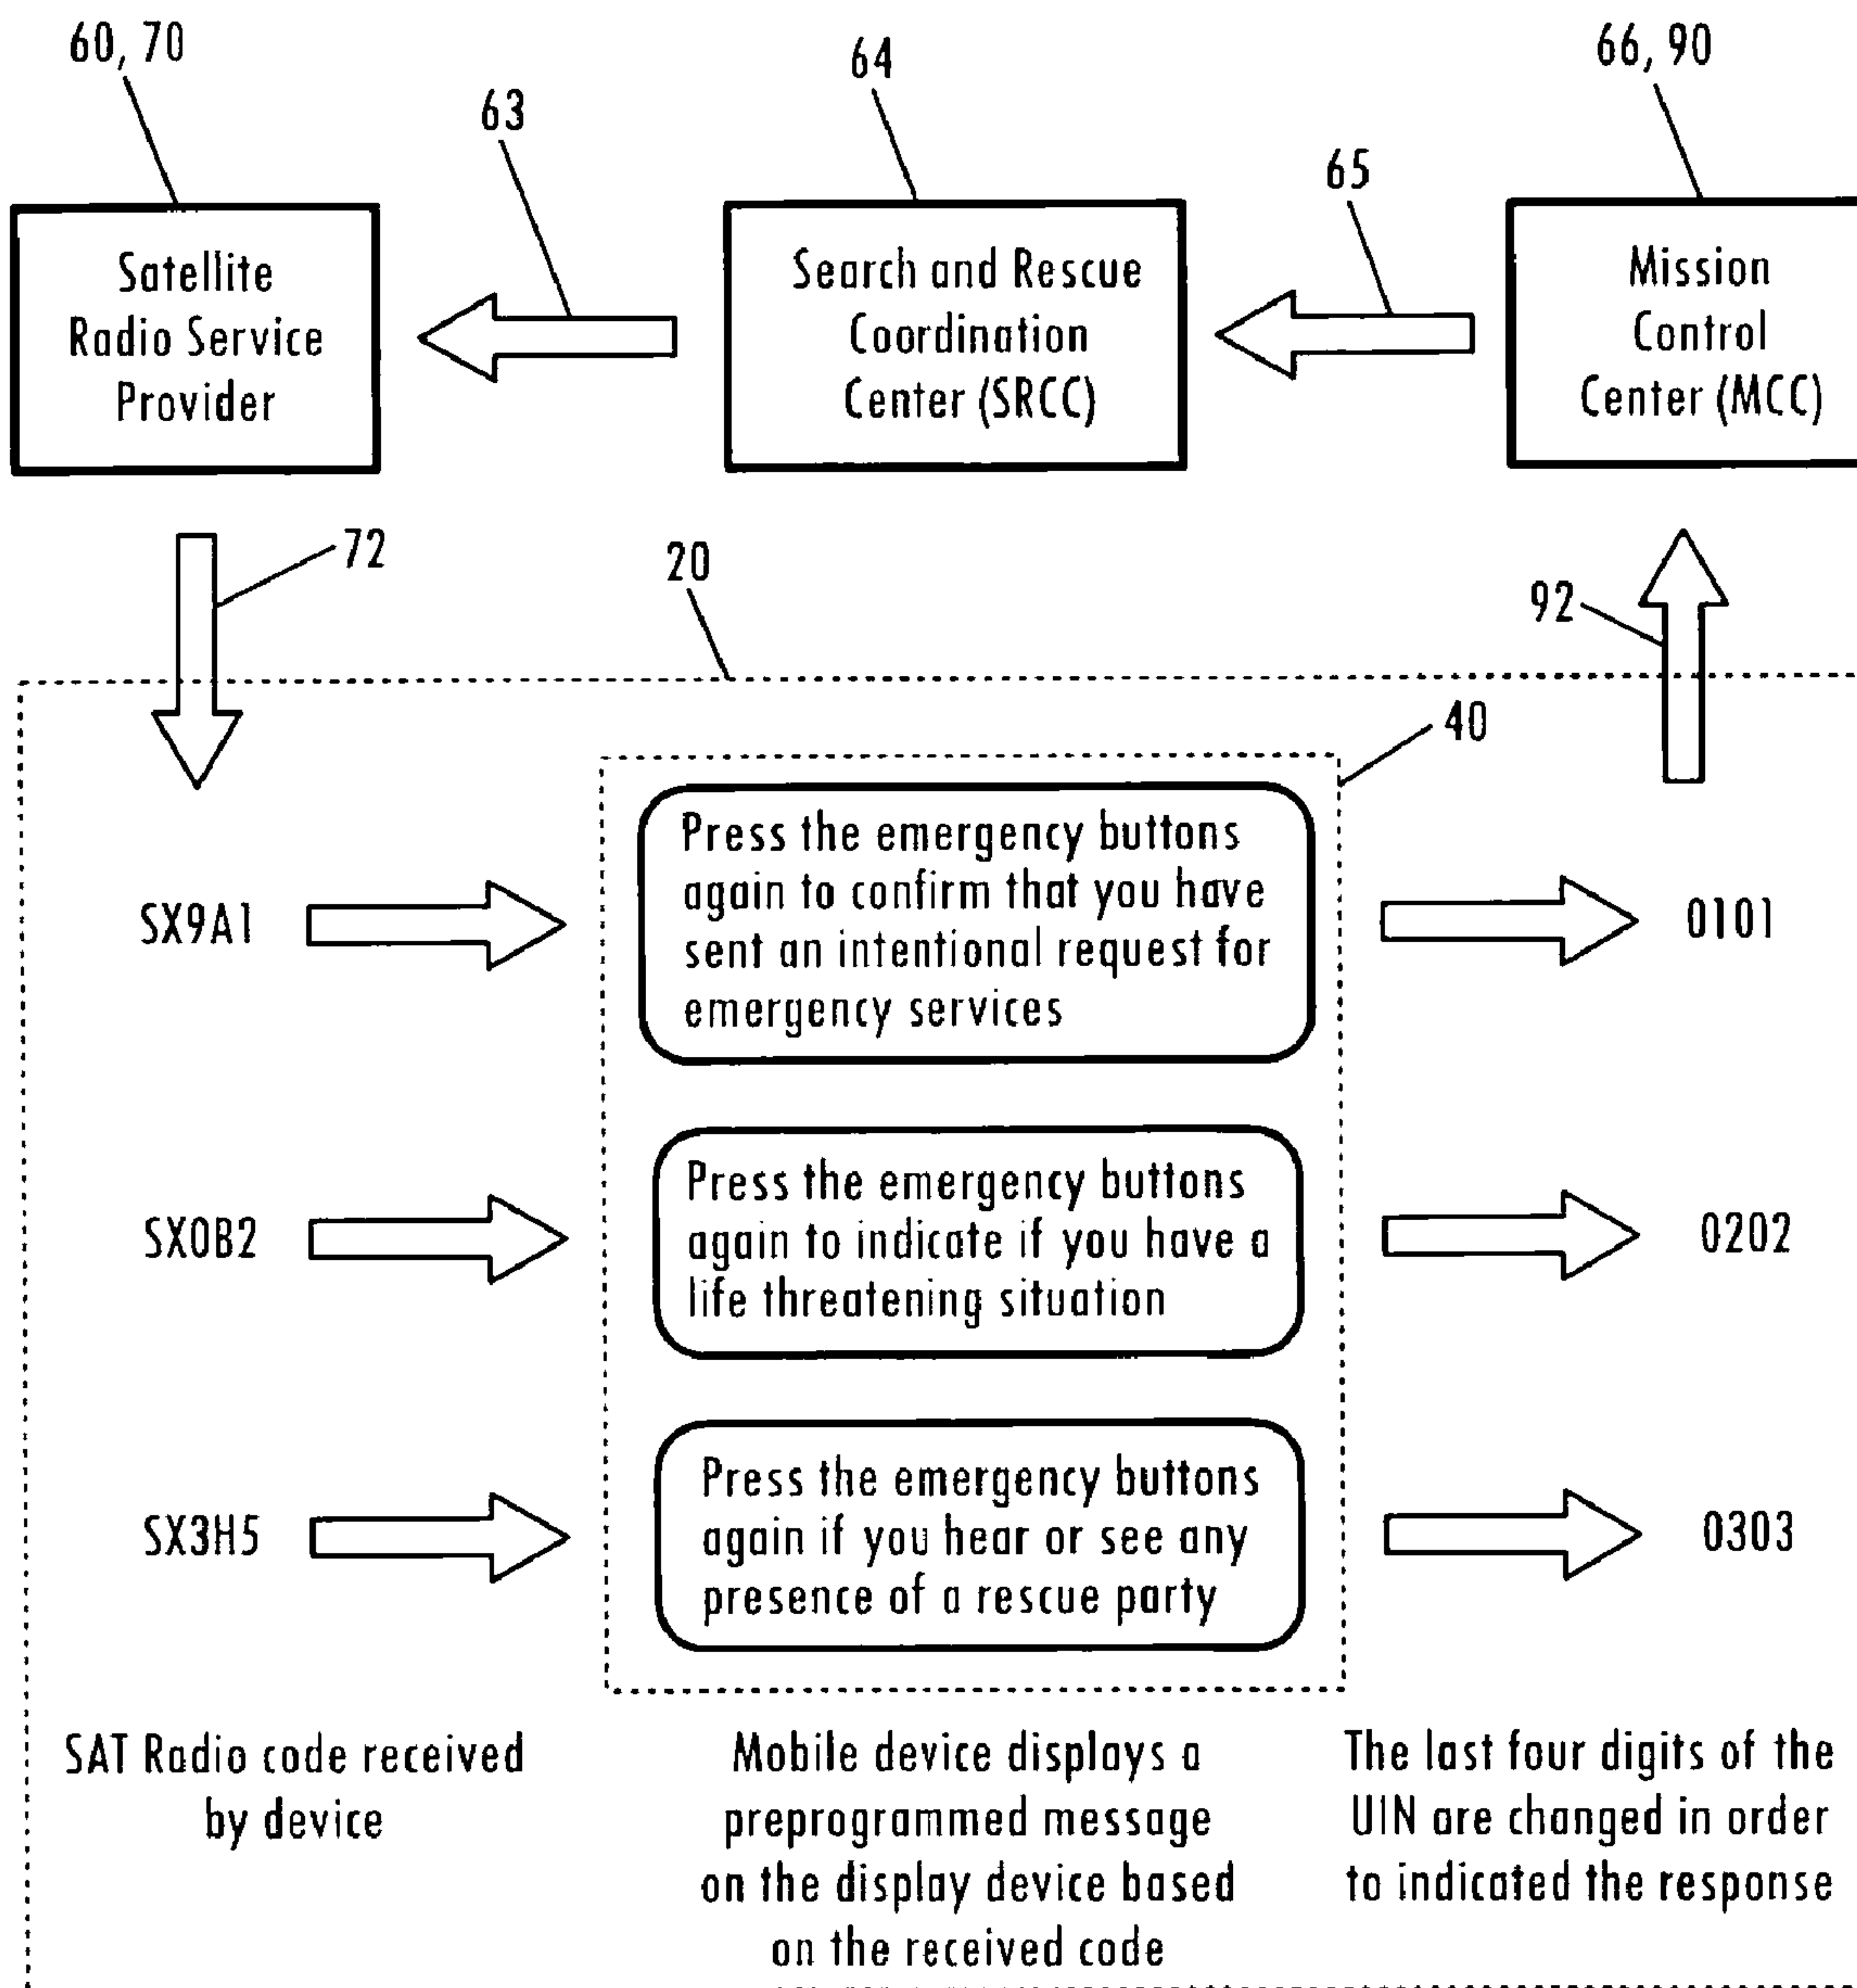 60, 70
63
64
65
66, 90
Satellite
Radio Service
Provider
Search and Rescue
Coordination
Center (SRCC)
Mission
Control
Center (MCC)
72
20
92
40
SX9A1
Press the emergency buttons
again to confirm that you have
sent an intentional request for
emergency services
0101
SX0B2
Press the emergency buttons
again to indicate if you have a
life threatening situation
0202
SX3H5
Press the emergency buttons
again if you hear or see any
presence of a rescue party
0303
SAT Radio code received
by device
Mobile device displays a
preprogrammed message
on the display device based
on the received code
The last four digits of the
UIN are changed in order
to indicated the response